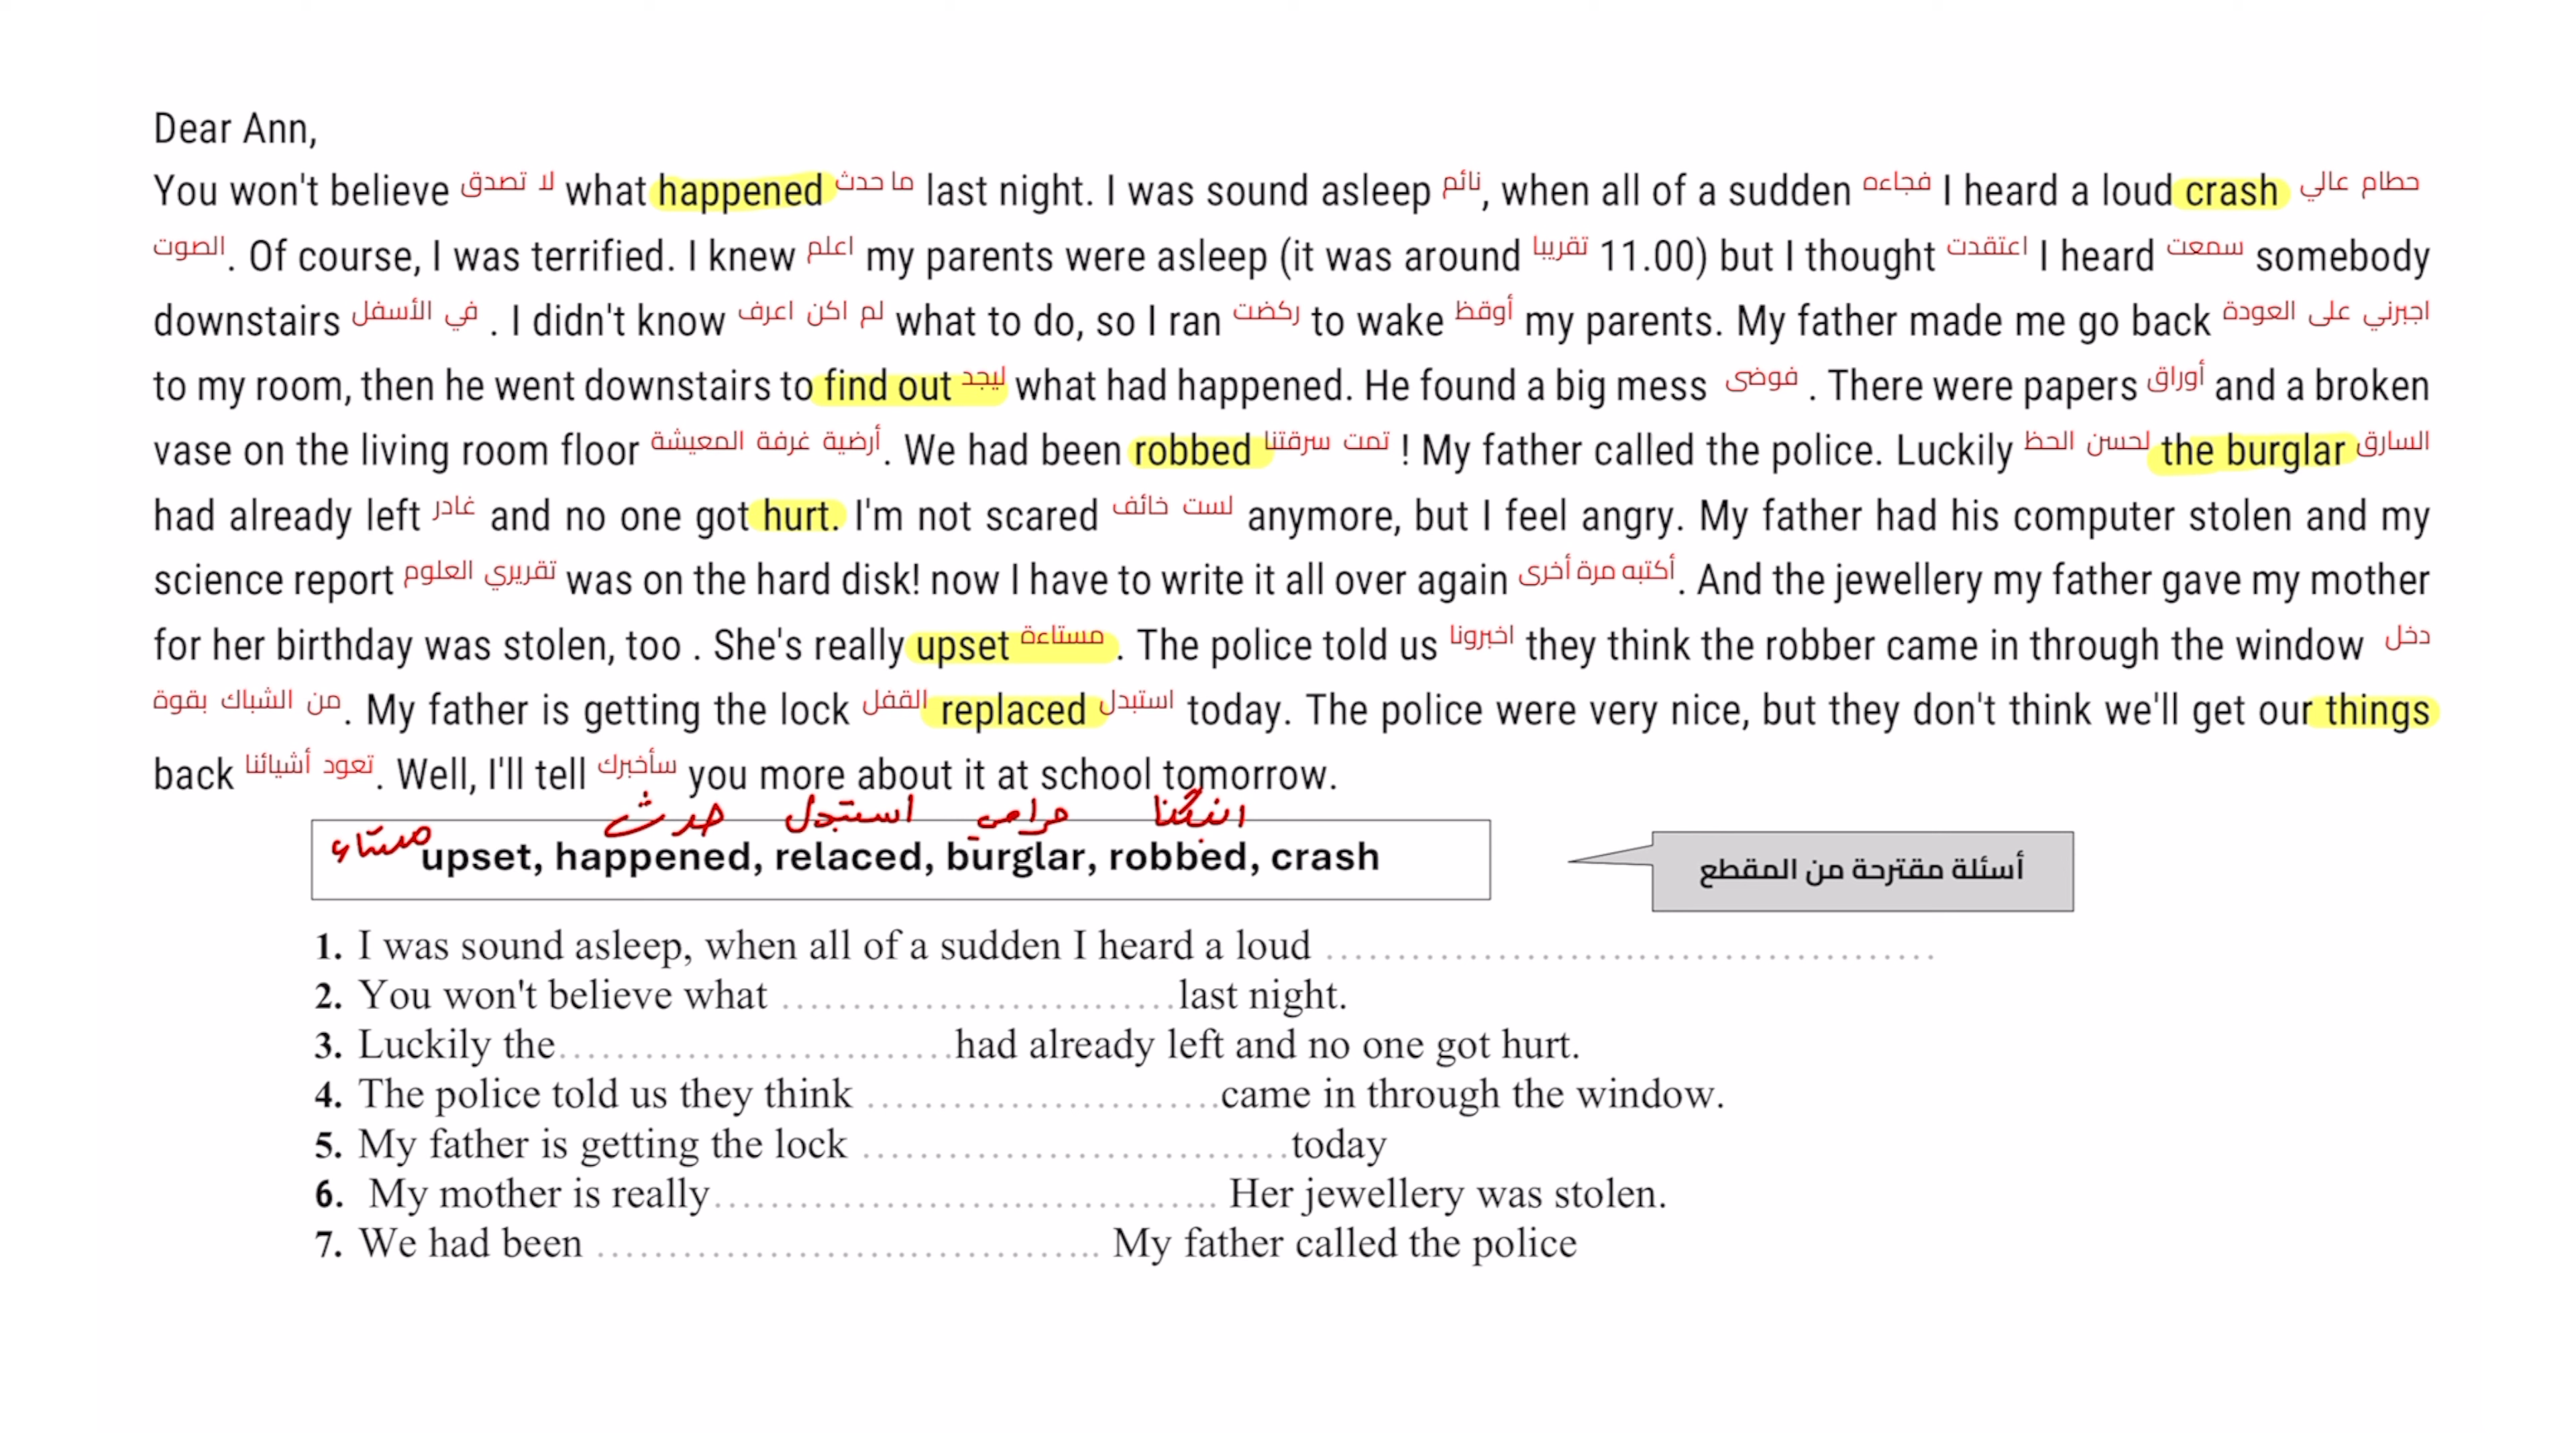 Dear Ann,
You won't believe لا تصدق what happened ما حدث last night. I was sound asleep نائم, when all of a sudden فجاءه I heard a loud crash حطام عالي
الصوت. Of course, I was terrified. I knew اعلم my parents were asleep (it was around تقريبا 11.00) but I thought اعتقدت I heard سمعت somebody
downstairs في الأسفل . I didn't know لم اكن اعرف what to do, so I ran ركضت to wake أوقظ my parents. My father made me go back اجبرني على العودة
to my room, then he went downstairs to find out ليجد what had happened. He found a big mess فوضى . There were papers أوراق and a broken
vase on the living room floor أرضية غرفة المعيشة. We had been robbed تمت سرقتنا ! My father called the police. Luckily لحسن الحظ the burglar السارق
had already left غادر and no one got hurt. I'm not scared لست خائف anymore, but I feel angry. My father had his computer stolen and my
science report تقريري العلوم was on the hard disk! now I have to write it all over again أكتبه مرة أخرى. And the jewellery my father gave my mother
for her birthday was stolen, too . She's really upset مستاءة . The police told us اخبرونا they think the robber came in through the window دخل
من الشباك بقوة. My father is getting the lock القفل replaced استبدل today. The police were very nice, but they don't think we'll get our things
back تعود أشيائنا. Well, I'll tell سأخبرك you more about it at school tomorrow.
مستاء حدث استبدل حرامي انبگنا
upset, happened, relaced, burglar, robbed, crash
أسئلة مقترحة من المقطع
1. I was sound asleep, when all of a sudden I heard a loud ..........................................
2. You won't believe what ...........................last night.
3. Luckily the...........................had already left and no one got hurt.
4. The police told us they think ........................came in through the window.
5. My father is getting the lock .............................today
6. My mother is really.................................. Her jewellery was stolen.
7. We had been .................................. My father called the police